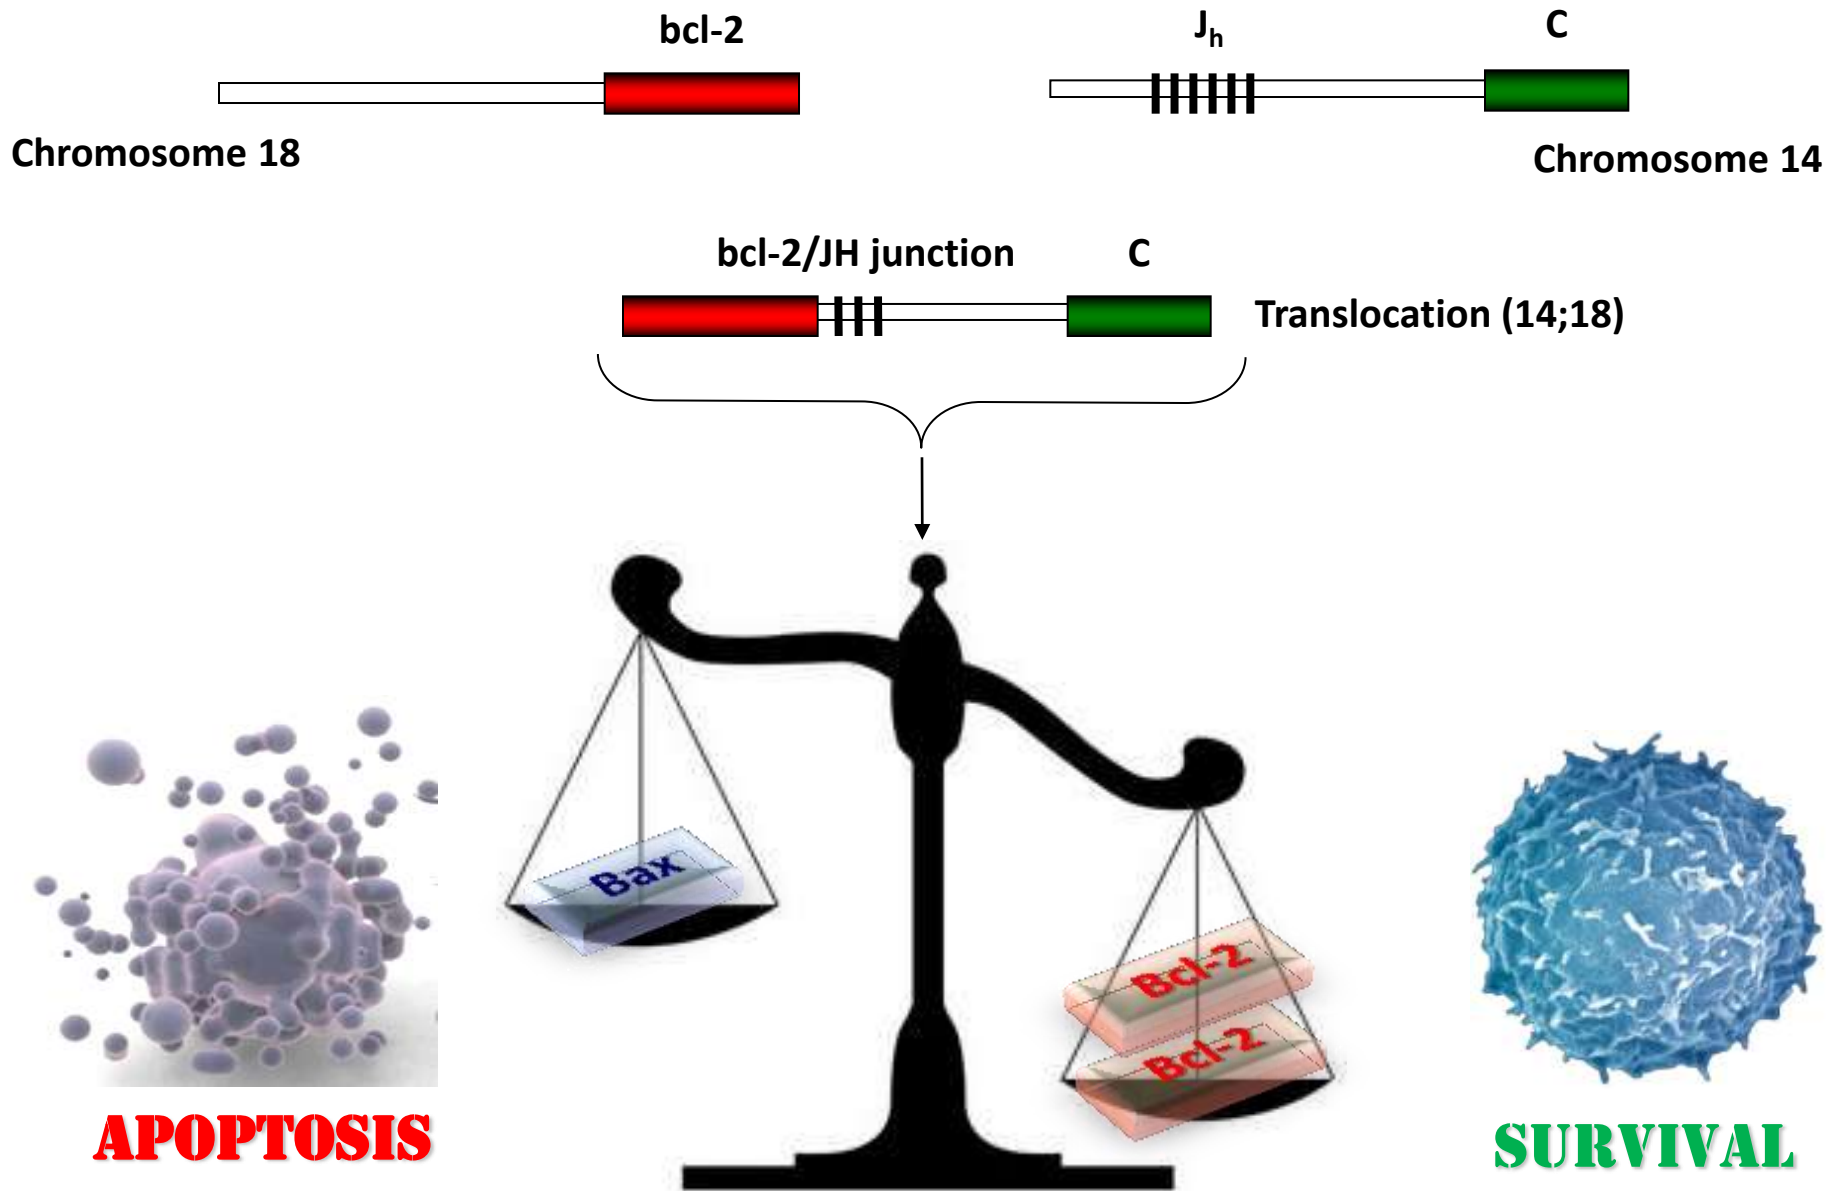 bcl-2
J_h
C
Chromosome 18
Chromosome 14
bcl-2/JH junction
C
Translocation (14;18)
Bax
Bcl-2
Bcl-2
APOPTOSIS
SURVIVAL